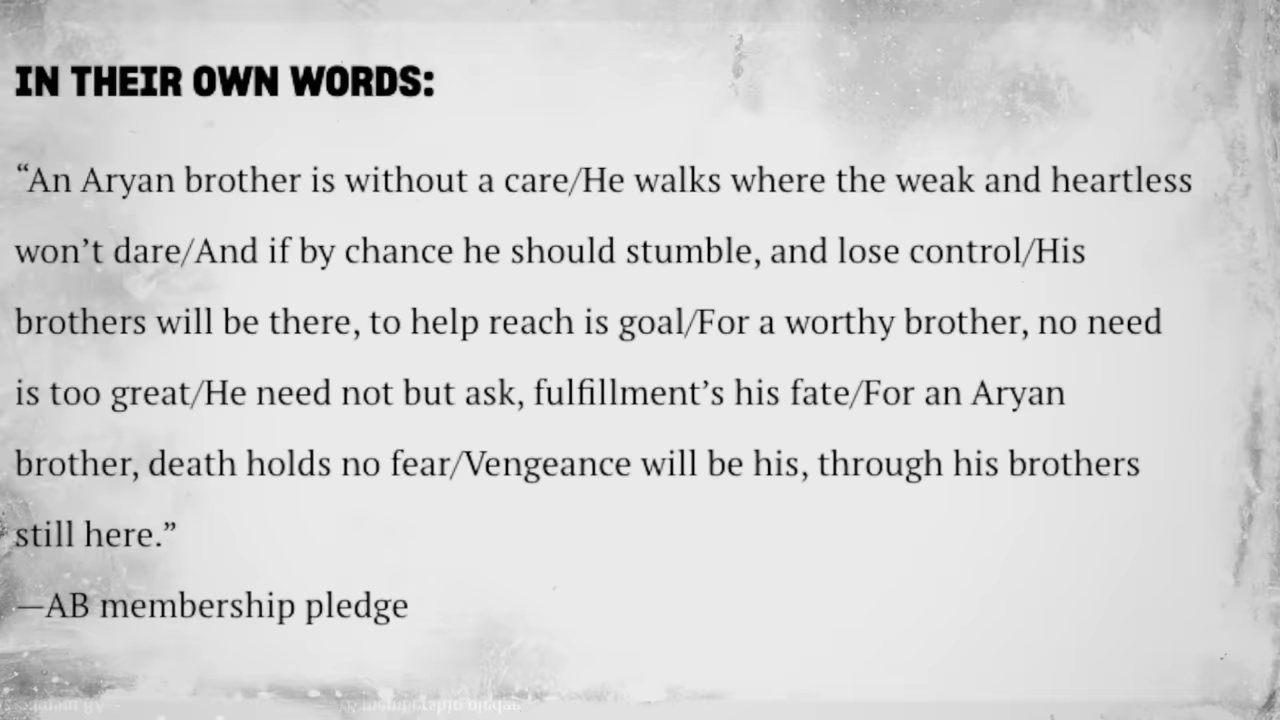 IN THEIR OWN WORDS:
“An Aryan brother is without a care/He walks where the weak and heartless
won’t dare/And if by chance he should stumble, and lose control/His
brothers will be there, to help reach is goal/For a worthy brother, no need
is too great/He need not but ask, fulfillment’s his fate/For an Aryan
brother, death holds no fear/Vengeance will be his, through his brothers
still here.”
—AB membership pledge